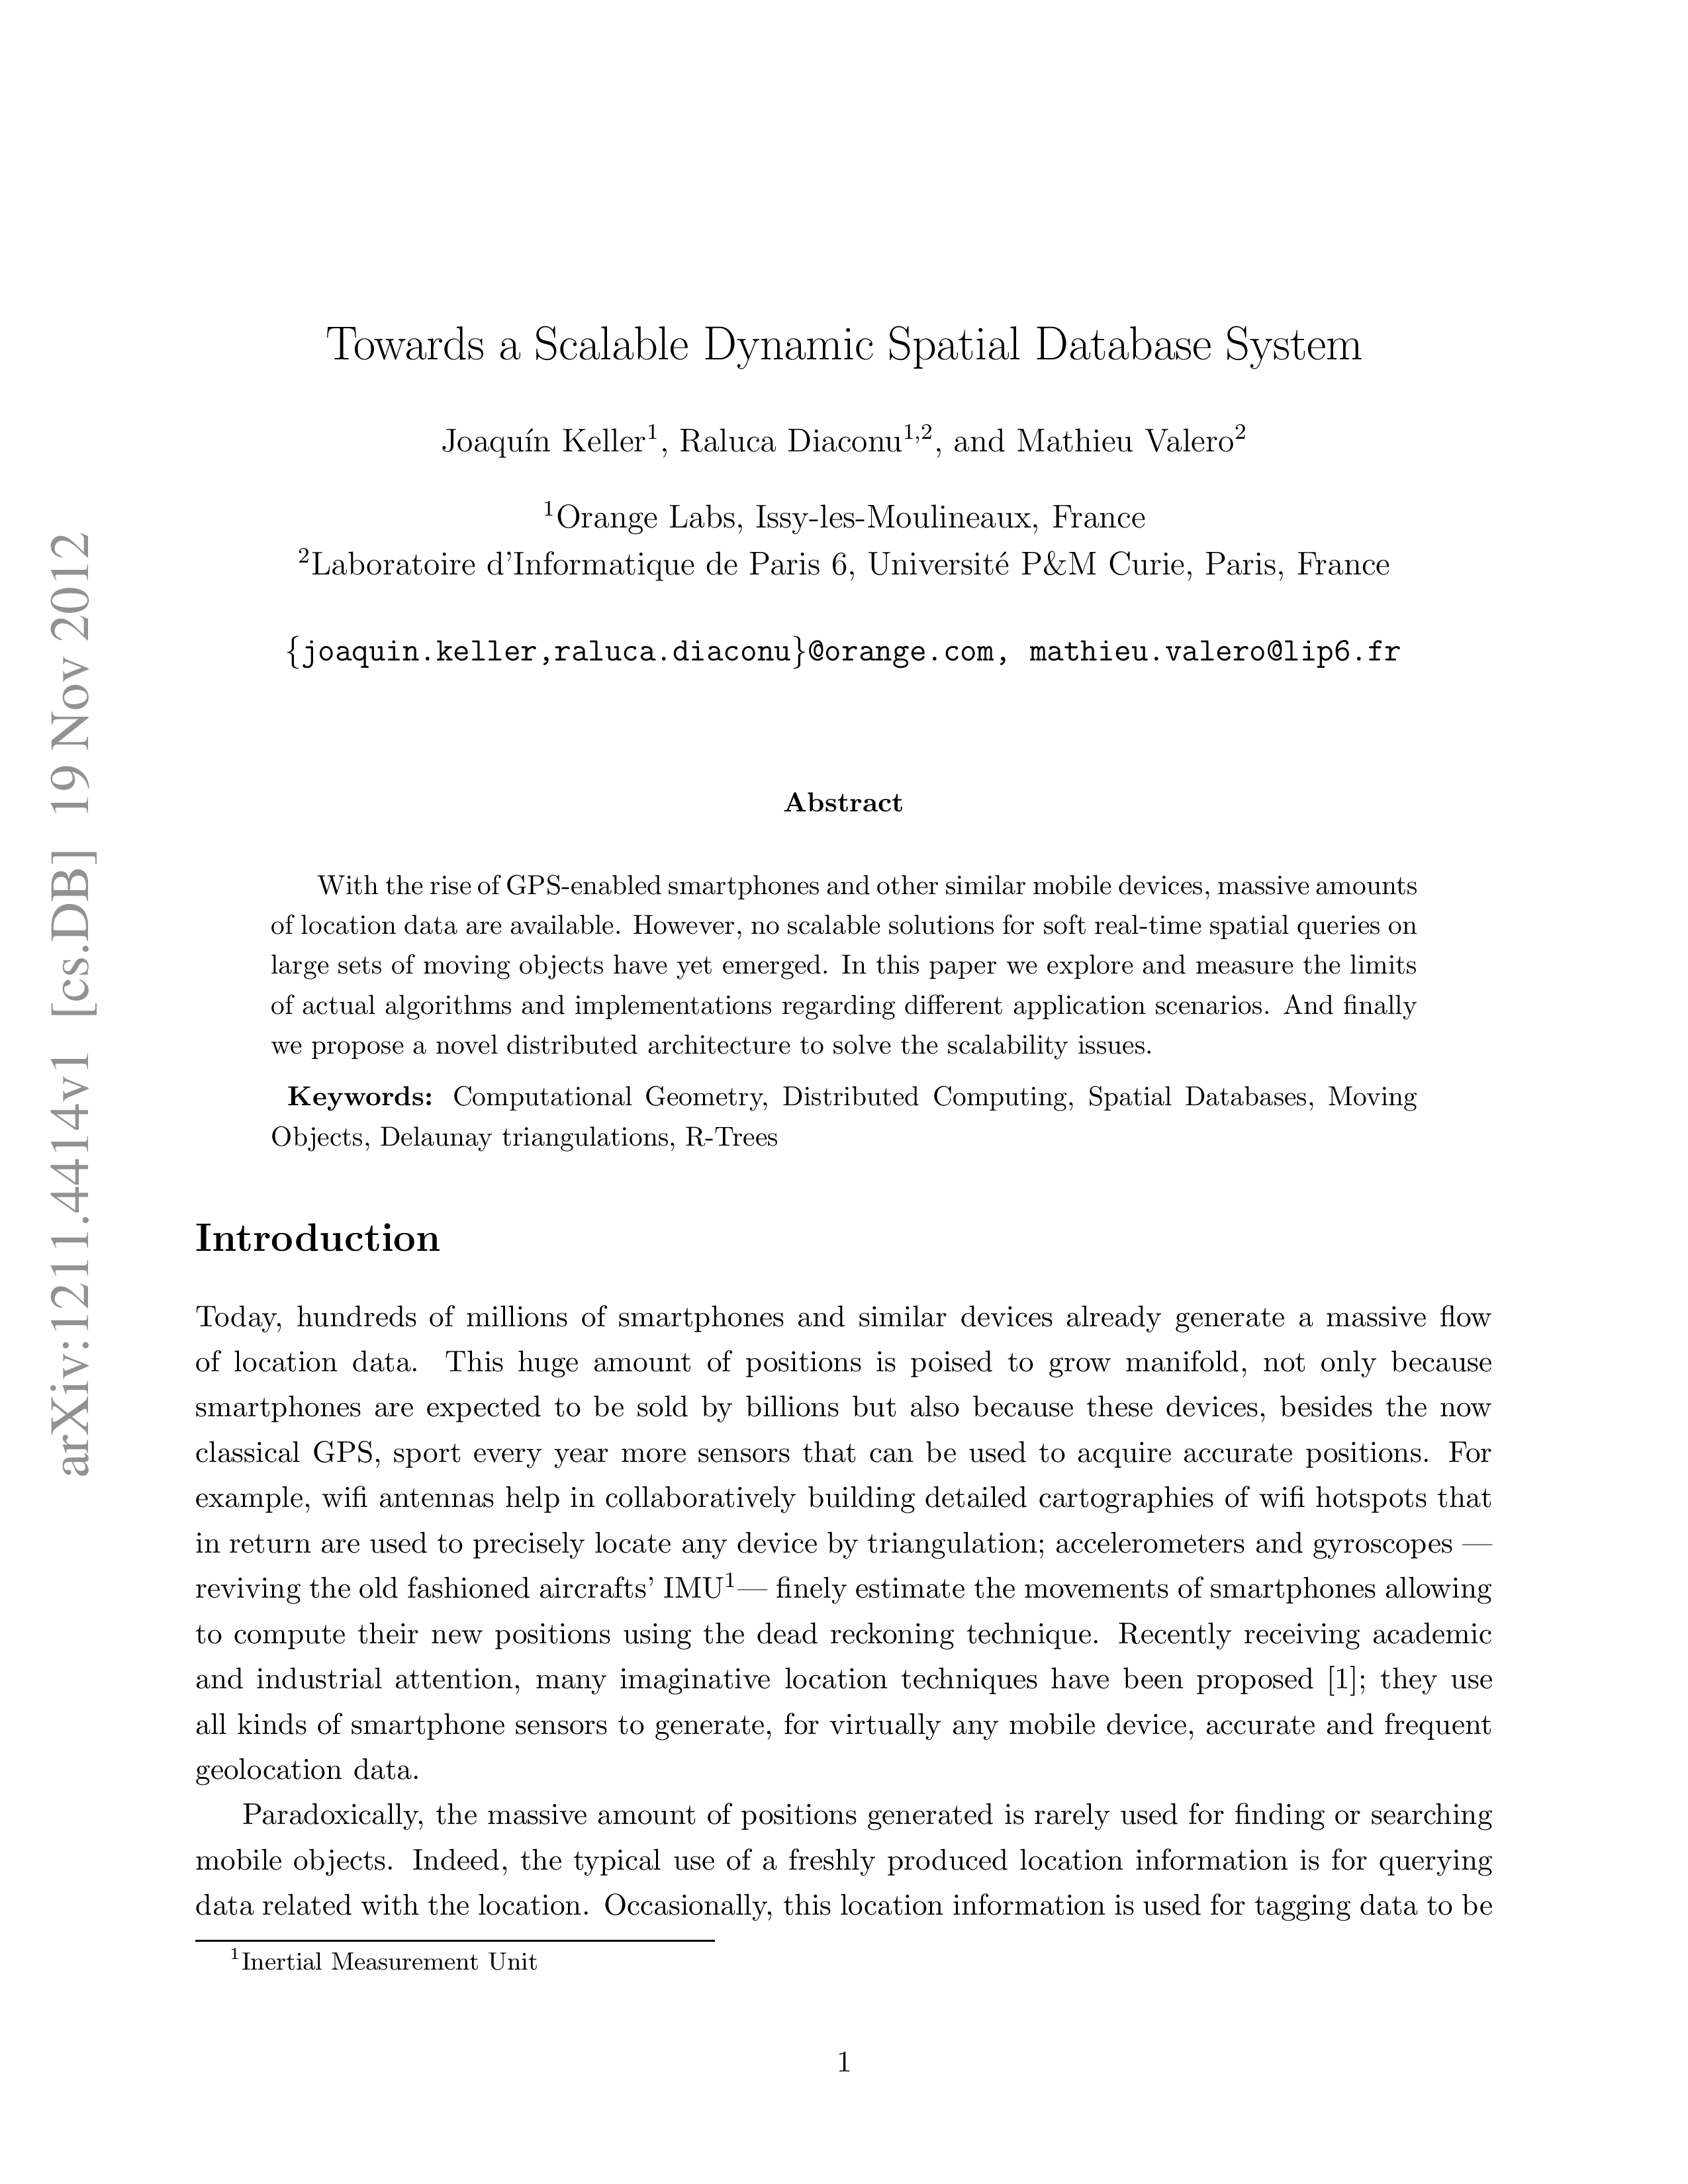 Towards a Scalable Dynamic Spatial Database System
Joaquín Keller1, Raluca Diaconu1,2, and Mathieu Valero2
1Orange Labs, Issy-les-Moulineaux, France
2Laboratoire d'Informatique de Paris 6, Université P&M Curie, Paris, France
{joaquin.keller,raluca.diaconu}@orange.com, mathieu.valero@lip6.fr
Abstract
With the rise of GPS-enabled smartphones and other similar mobile devices, massive amounts
of location data are available. However, no scalable solutions for soft real-time spatial queries on
large sets of moving objects have yet emerged. In this paper we explore and measure the limits
of actual algorithms and implementations regarding different application scenarios. And finally
we propose a novel distributed architecture to solve the scalability issues.
Keywords: Computational Geometry, Distributed Computing, Spatial Databases, Moving
Objects, Delaunay triangulations, R-Trees
Introduction
Today, hundreds of millions of smartphones and similar devices already generate a massive flow
of location data. This huge amount of positions is poised to grow manifold, not only because
smartphones are expected to be sold by billions but also because these devices, besides the now
classical GPS, sport every year more sensors that can be used to acquire accurate positions. For
example, wifi antennas help in collaboratively building detailed cartographies of wifi hotspots that
in return are used to precisely locate any device by triangulation; accelerometers and gyroscopes —
reviving the old fashioned aircrafts' IMU1— finely estimate the movements of smartphones allowing
to compute their new positions using the dead reckoning technique. Recently receiving academic
and industrial attention, many imaginative location techniques have been proposed [1]; they use
all kinds of smartphone sensors to generate, for virtually any mobile device, accurate and frequent
geolocation data.
Paradoxically, the massive amount of positions generated is rarely used for finding or searching
mobile objects. Indeed, the typical use of a freshly produced location information is for querying
data related with the location. Occasionally, this location information is used for tagging data to be
1Inertial Measurement Unit
1
arXiv:1211.4414v1 [cs.DB] 19 Nov 2012